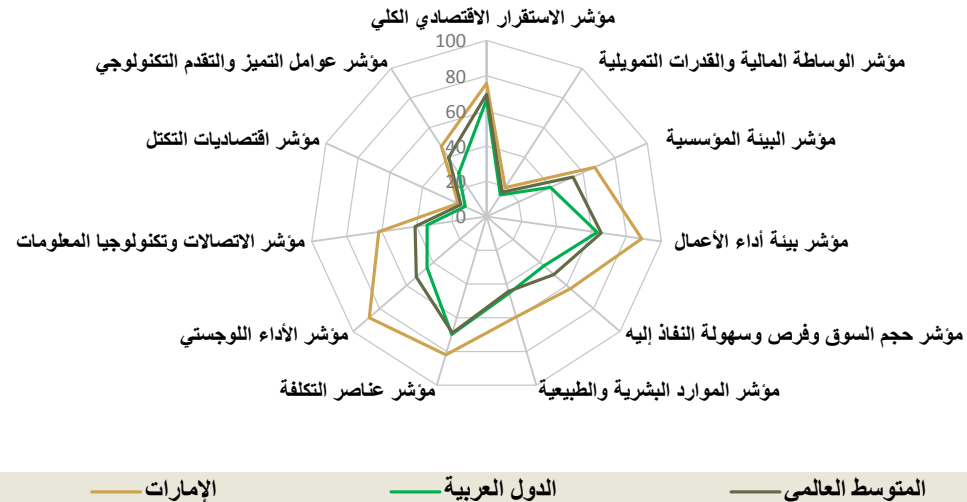 مؤشر الاستقرار الاقتصادي الكلي
100
مؤشر عوامل التميز والتقدم التكنولوجي
مؤشر الوساطة المالية والقدرات التمويلية
80
60
مؤشر اقتصاديات التكتل
مؤشر البيئة المؤسسية
40
20
0
مؤشر الاتصالات وتكنولوجيا المعلومات
مؤشر بيئة أداء الأعمال
مؤشر الأداء اللوجستي
مؤشر حجم السوق وفرص وسهولة النفاذ إليه
مؤشر عناصر التكلفة
مؤشر الموارد البشرية والطبيعية
المتوسط العالمي
الدول العربية
الإمارات